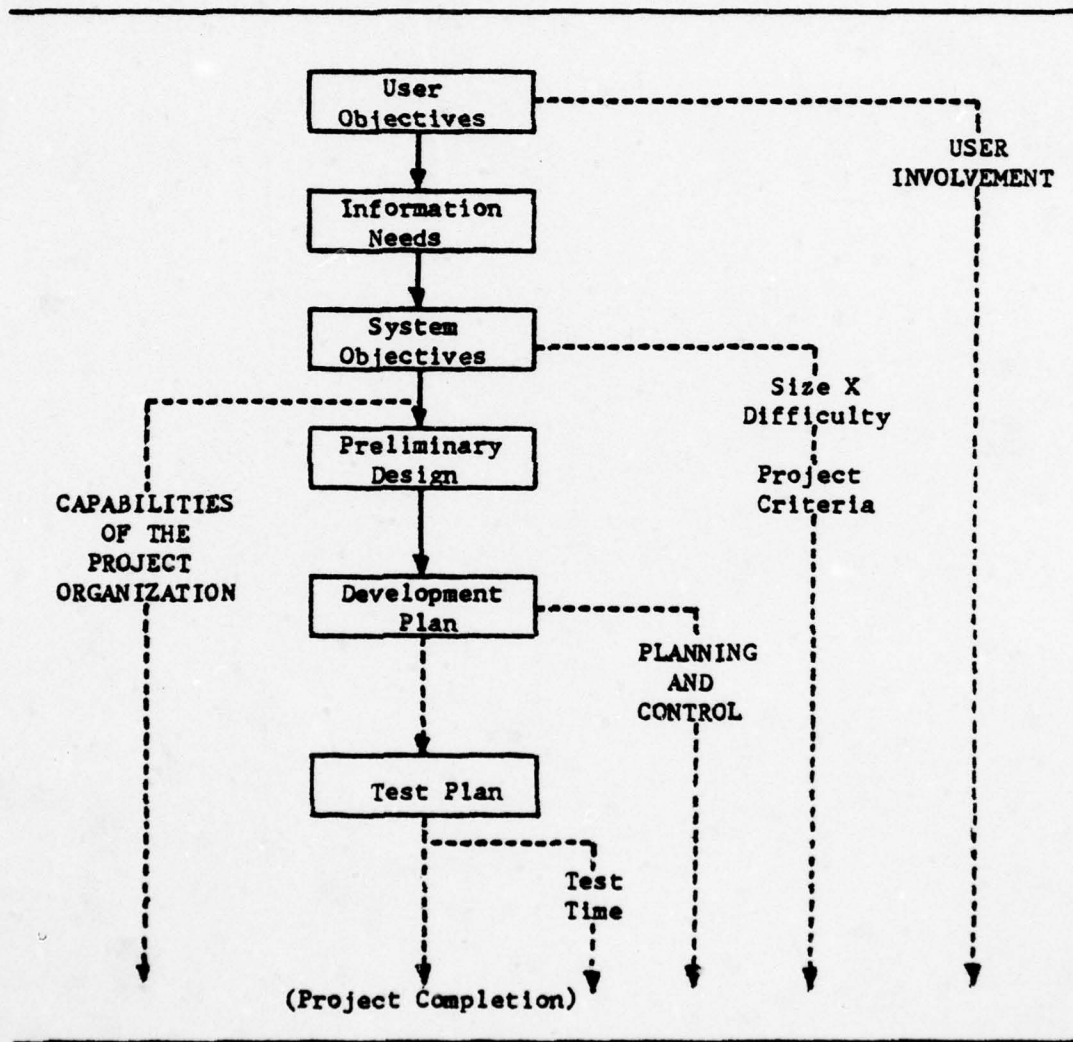 User
Objectives
USER
INVOLVEMENT
Information
Needs
System
Objectives
Size X
Difficulty
Preliminary
Design
Project
Criteria
CAPABILITIES
OF THE
PROJECT
ORGANIZATION
Development
Plan
PLANNING
AND
CONTROL
Test Plan
Test
Time
(Project Completion)